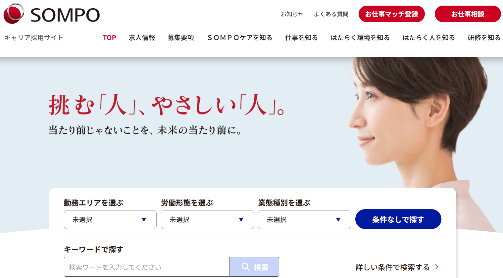 SOMPO
お知らせ
よくある質問
お仕事マッチ登録
お仕事相談
キャリア採用サイト
TOP
求人情報
募集要項
ＳＯＭＰＯケアを知る
仕事を知る
はたらく環境を知る
はたらく人を知る
研修を知る
挑む「人」、やさしい「人」。
当たり前じゃないことを、未来の当たり前に。
勤務エリアを選ぶ
労働形態を選ぶ
業態種別を選ぶ
未選択
未選択
未選択
条件なしで探す
キーワードで探す
検索ワードを入力してください
検索
詳しい条件で検索する